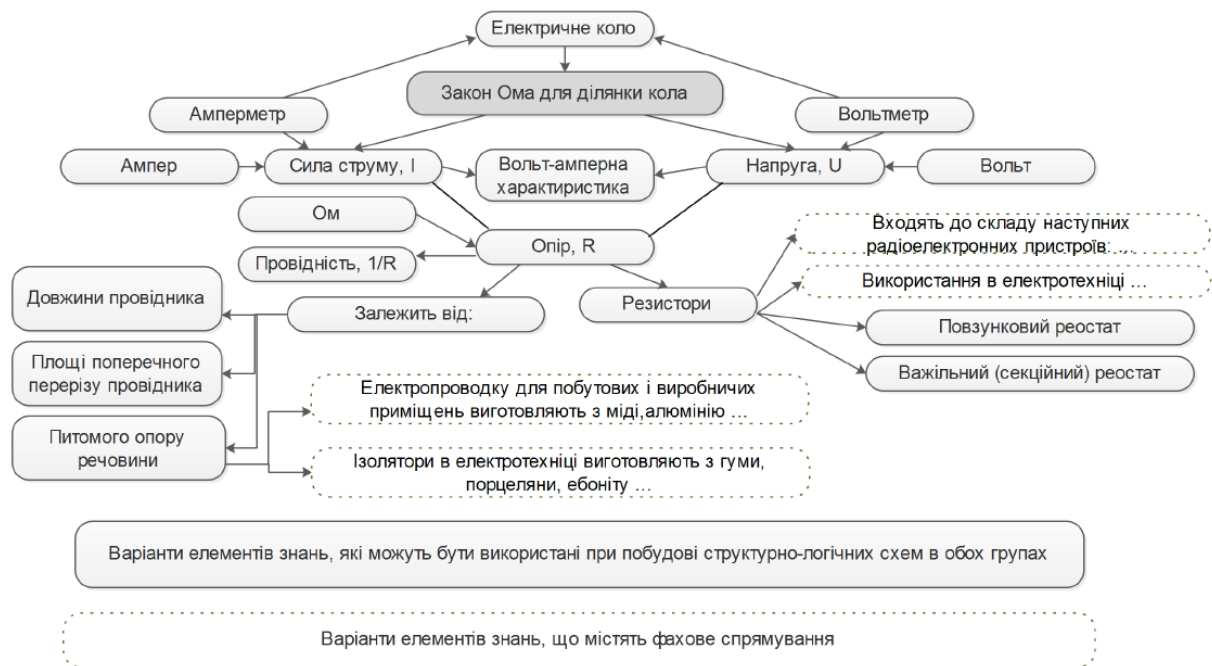 Електричне коло
Закон Ома для ділянки кола
Амперметр
Вольтметр
Ампер
Сила струму, I
Вольт-амперна
характиристика
Напруга, U
Вольт
Ом
Опір, R
Провідність, 1/R
Входять до складу наступних
радіоелектронних пристроїв: ...
Використання в електротехніці ...
Довжини провідника
Залежить від:
Резистори
Повзунковий реостат
Площі поперечного
перерізу провідника
Важільний (секційний) реостат
Електропроводку для побутових і виробничих
приміщень виготовляють з міді,алюмінію ...
Питомого опору
речовини
Ізолятори в електротехніці виготовляють з гуми,
порцеляни, ебоніту ...
Варіанти елементів знань, які можуть бути використані при побудові структурно-логічних схем в обох групах
Варіанти елементів знань, що містять фахове спрямування